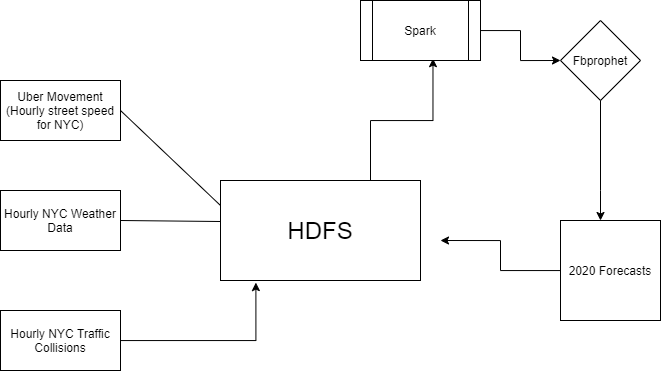 Spark
Fbprophet
Uber Movement
(Hourly street speed
for NYC)
Hourly NYC Weather
Data
HDFS
2020 Forecasts
Hourly NYC Traffic
Collisions